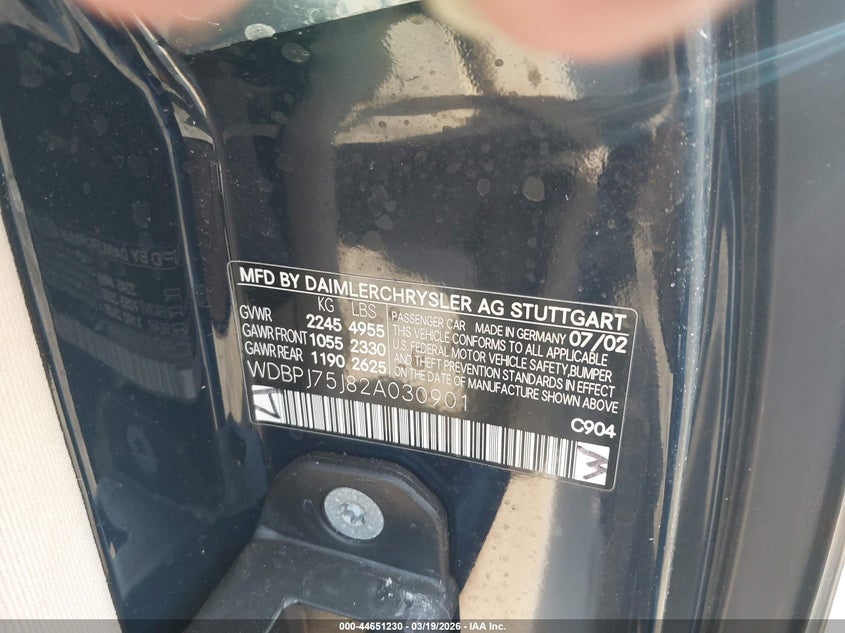 MFD BY DAIMLERCHRYSLER AG STUTTGART
KG LBS
GVWR 2245 4955
GAWR FRONT 1055 2330
GAWR REAR 1190 2625
PASSENGER CAR MADE IN GERMANY 07/02
THIS VEHICLE CONFORMS TO ALL APPLICABLE
U.S. FEDERAL MOTOR VEHICLE SAFETY,BUMPER
AND THEFT PREVENTION STANDARDS IN EFFECT
ON THE DATE OF MANUFACTURE SHOWN ABOVE
WDBPJ75J82A030901
C904
000-44651230 - 03/19/2026 - IAA Inc.